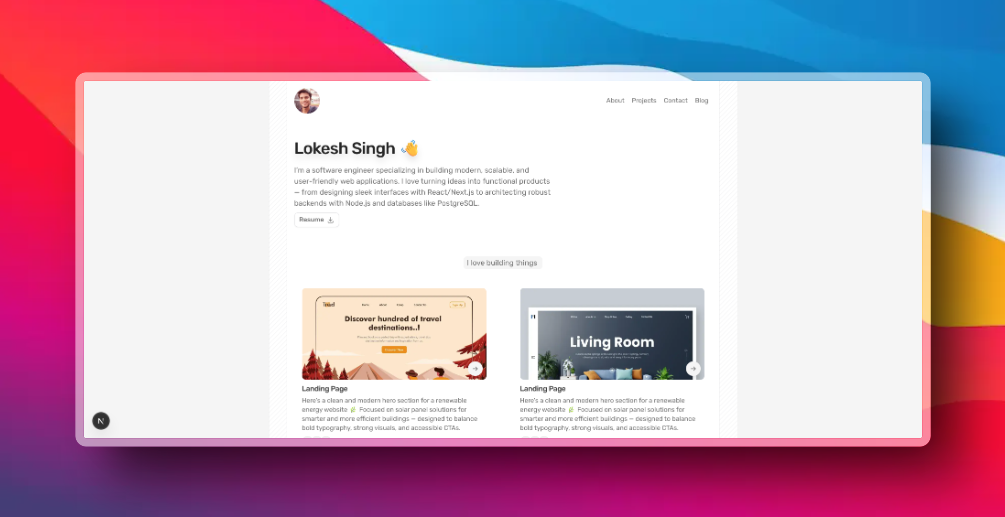 About Projects Contact Blog
Lokesh Singh 👋
I'm a software engineer specializing in building modern, scalable, and
user-friendly web applications. I love turning ideas into functional products
— from designing sleek interfaces with React/Next.js to architecting robust
backends with Node.js and databases like PostgreSQL.
Resume
I love building things
Discover hundred of travel
destinations..!
Living Room
Landing Page
Here's a clean and modern hero section for a renewable
energy website 🌿 Focused on solar panel solutions for
smarter and more efficient buildings — designed to balance
bold typography, strong visuals, and accessible CTAs.
Landing Page
Here's a clean and modern hero section for a renewable
energy website 🌿 Focused on solar panel solutions for
smarter and more efficient buildings — designed to balance
bold typography, strong visuals, and accessible CTAs.
N